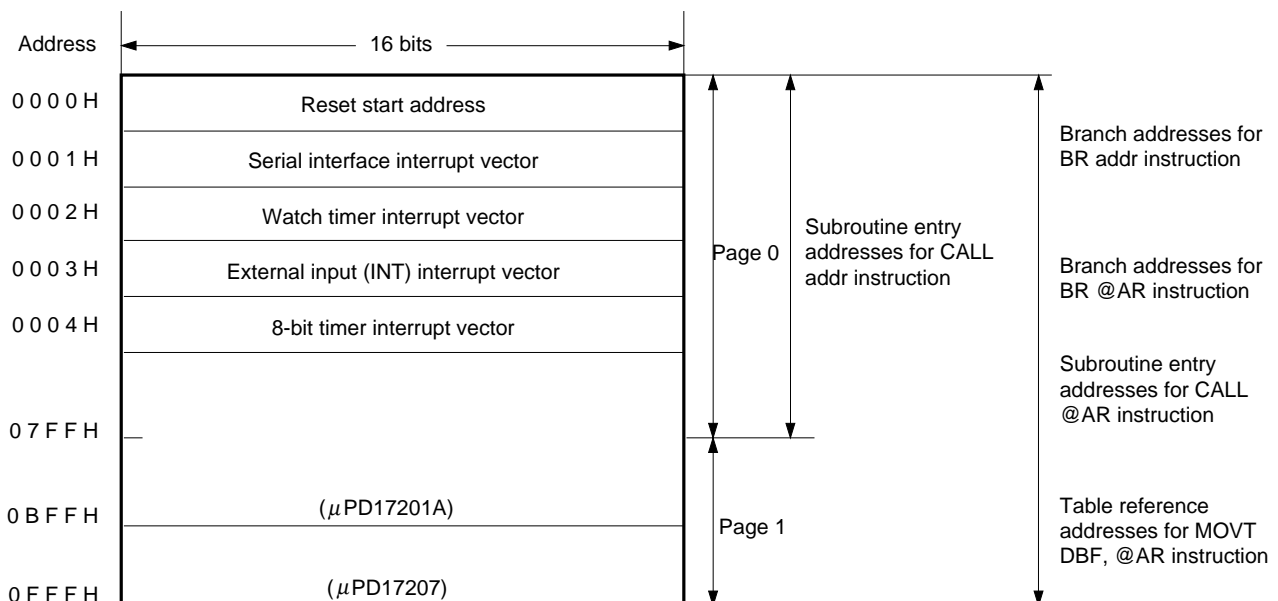 Address
16 bits
0000H
Reset start address
0001H
Serial interface interrupt vector
0002H
Watch timer interrupt vector
0003H
External input (INT) interrupt vector
0004H
8-bit timer interrupt vector
07FFH
0BFFH
(μPD17201A)
0FFFH
(μPD17207)
Page 0
Page 1
Subroutine entry
addresses for CALL
addr instruction
Branch addresses for
BR addr instruction
Branch addresses for
BR @AR instruction
Subroutine entry
addresses for CALL
@AR instruction
Table reference
addresses for MOVT
DBF, @AR instruction